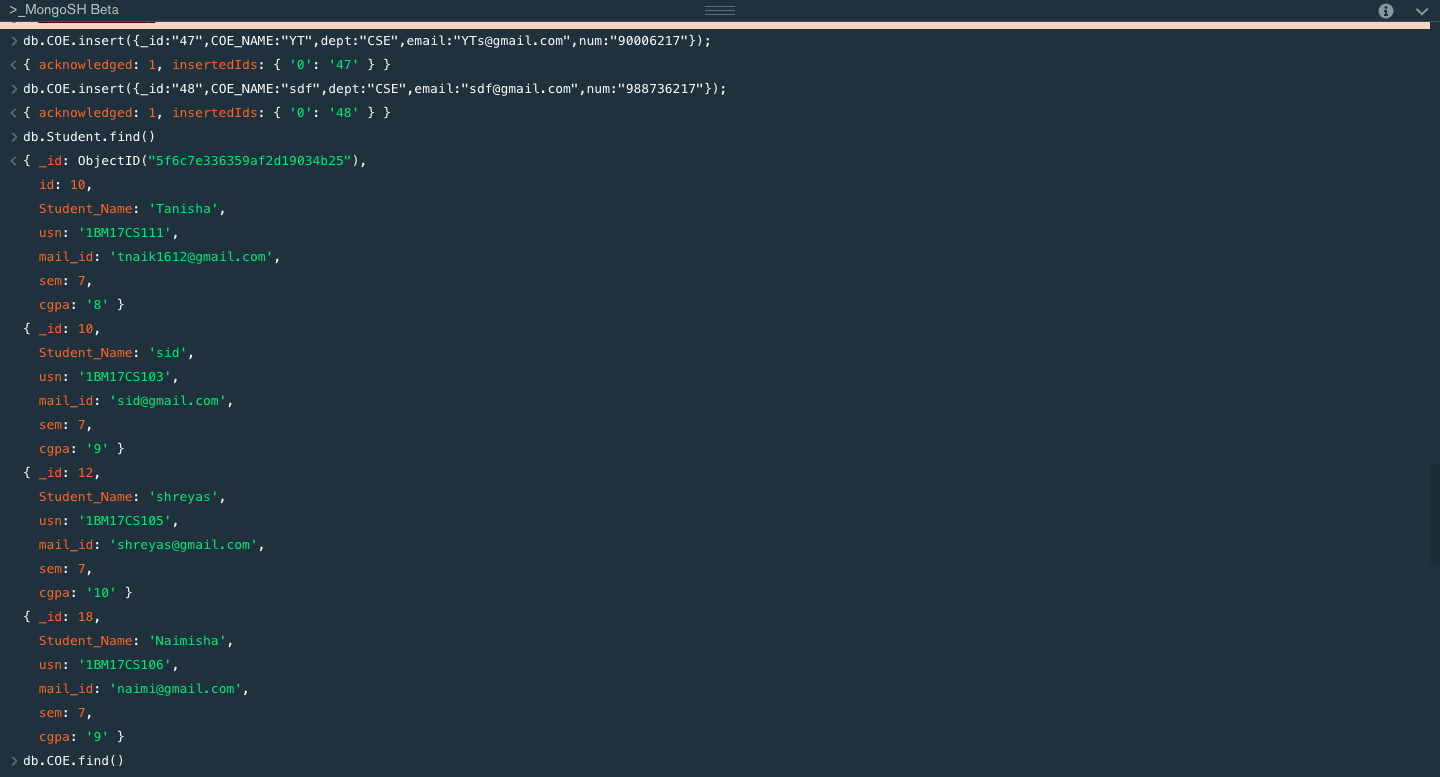 >_MongoSH Beta
> db.COE.insert({_id:"47",COE_NAME:"YT",dept:"CSE",email:"YTs@gmail.com",num:"90006217"});
< { acknowledged: 1, insertedIds: { '0': '47' } }
> db.COE.insert({_id:"48",COE_NAME:"sdf",dept:"CSE",email:"sdf@gmail.com",num:"988736217"});
< { acknowledged: 1, insertedIds: { '0': '48' } }
> db.Student.find()
< { _id: ObjectID("5f6c7e336359af2d19034b25"),
id: 10,
Student_Name: 'Tanisha',
usn: '1BM17CS111',
mail_id: 'tnaik1612@gmail.com',
sem: 7,
cgpa: '8' }
{ _id: 10,
Student_Name: 'sid',
usn: '1BM17CS103',
mail_id: 'sid@gmail.com',
sem: 7,
cgpa: '9' }
{ _id: 12,
Student_Name: 'shreyas',
usn: '1BM17CS105',
mail_id: 'shreyas@gmail.com',
sem: 7,
cgpa: '10' }
{ _id: 18,
Student_Name: 'Naimisha',
usn: '1BM17CS106',
mail_id: 'naimi@gmail.com',
sem: 7,
cgpa: '9' }
> db.COE.find()